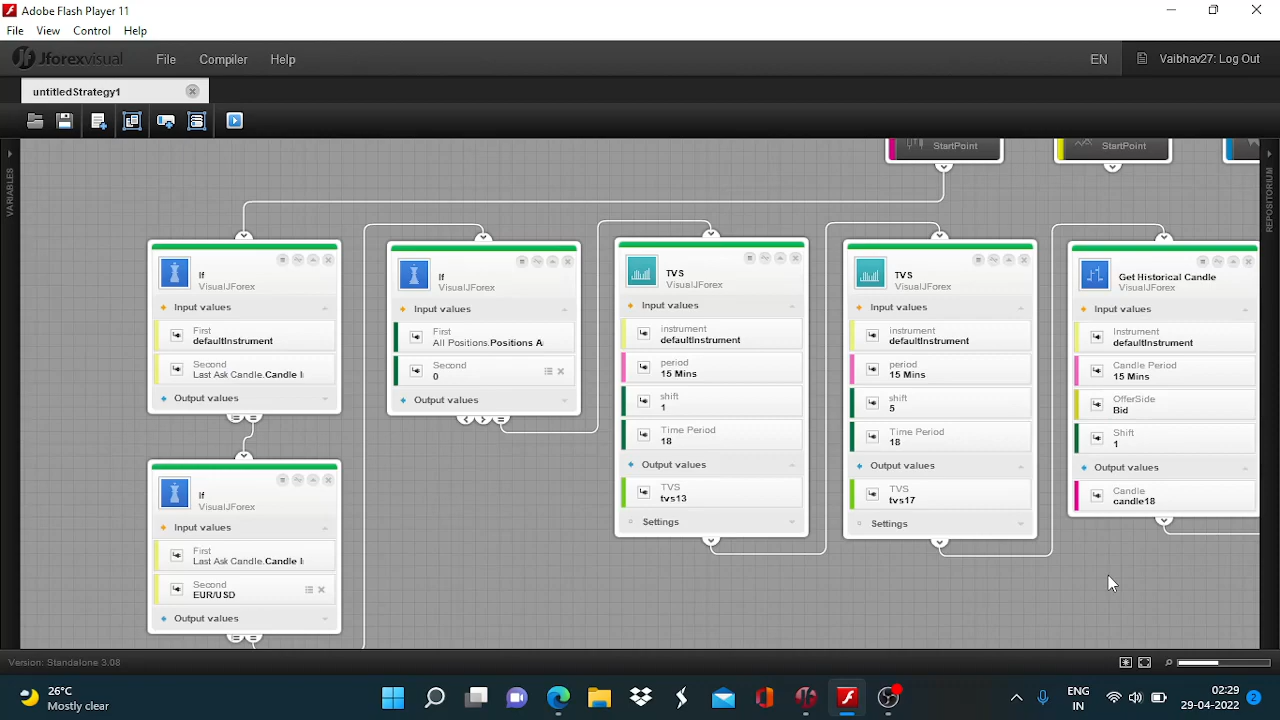 Adobe Flash Player 11
File View Control Help
Jforexvisual File Compiler Help EN Vaibhav27: Log Out
untitledStrategy1
VARIABLES
REPOSITORIUM
StartPoint
StartPoint
If
VisualJForex
Input values
First
defaultInstrument
Second
Last Ask Candle.Candle I
Output values
If
VisualJForex
Input values
First
Last Ask Candle.Candle I
Second
EUR/USD
Output values
If
VisualJForex
Input values
First
All Positions.Positions A
Second
0
Output values
TVS
VisualJForex
Input values
instrument
defaultInstrument
period
15 Mins
shift
1
Time Period
18
Output values
TVS
tvs13
Settings
TVS
VisualJForex
Input values
instrument
defaultInstrument
period
15 Mins
shift
5
Time Period
18
Output values
TVS
tvs17
Settings
Get Historical Candle
VisualJForex
Input values
Instrument
defaultInstrument
Candle Period
15 Mins
OfferSide
Bid
Shift
1
Output values
Candle
candle18
Version: Standalone 3.08
26°C
Mostly clear
ENG
IN
02:29
29-04-2022
2